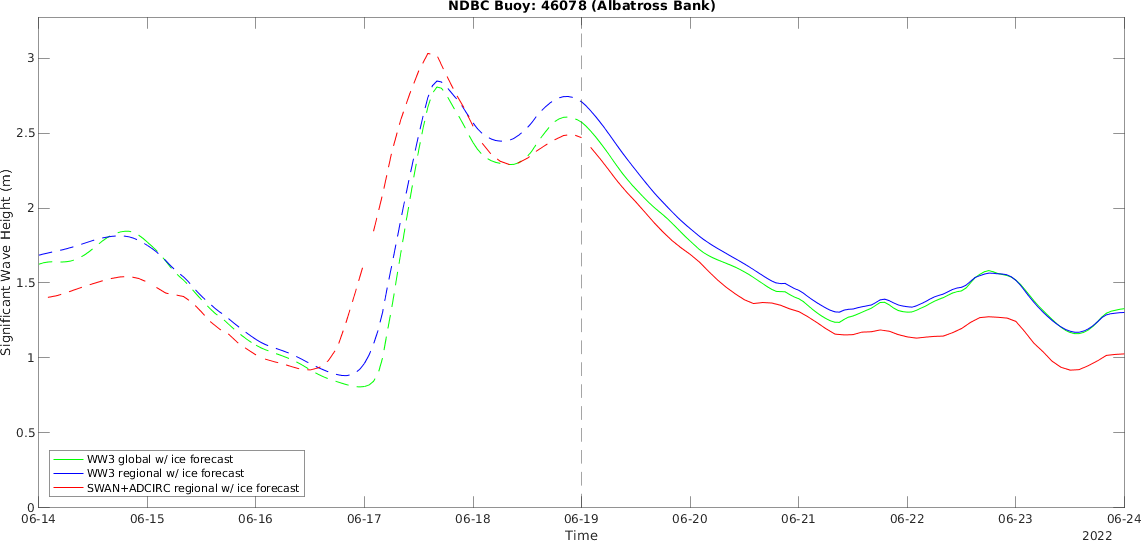 NDBC Buoy: 46078 (Albatross Bank)
3
2.5
2
1.5
1
0.5
0
Significant Wave Height (m)
WW3 global w/ ice forecast
WW3 regional w/ ice forecast
SWAN+ADCIRC regional w/ ice forecast
06-14 06-15 06-16 06-17 06-18 06-19 06-20 06-21 06-22 06-23 06-24
Time
2022